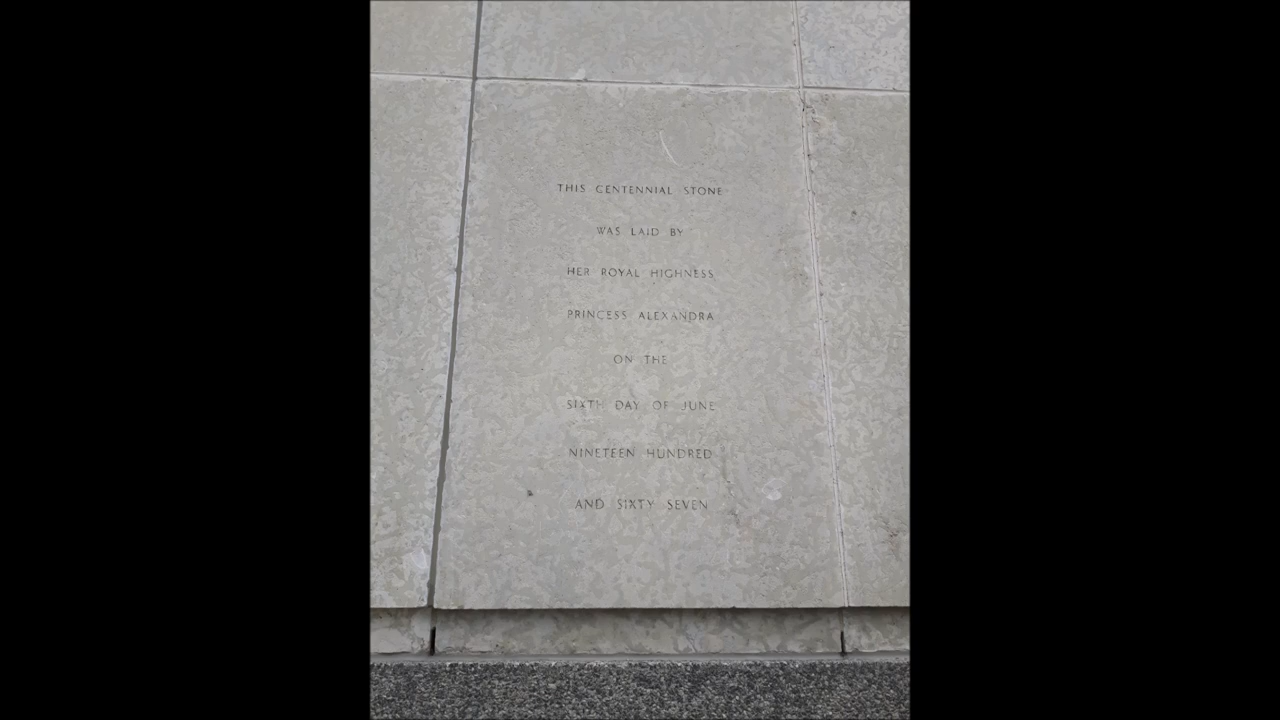 THIS CENTENNIAL STONE
WAS LAID BY
HER ROYAL HIGHNESS
PRINCESS ALEXANDRA
ON THE
SIXTH DAY OF JUNE
NINETEEN HUNDRED
AND SIXTY SEVEN